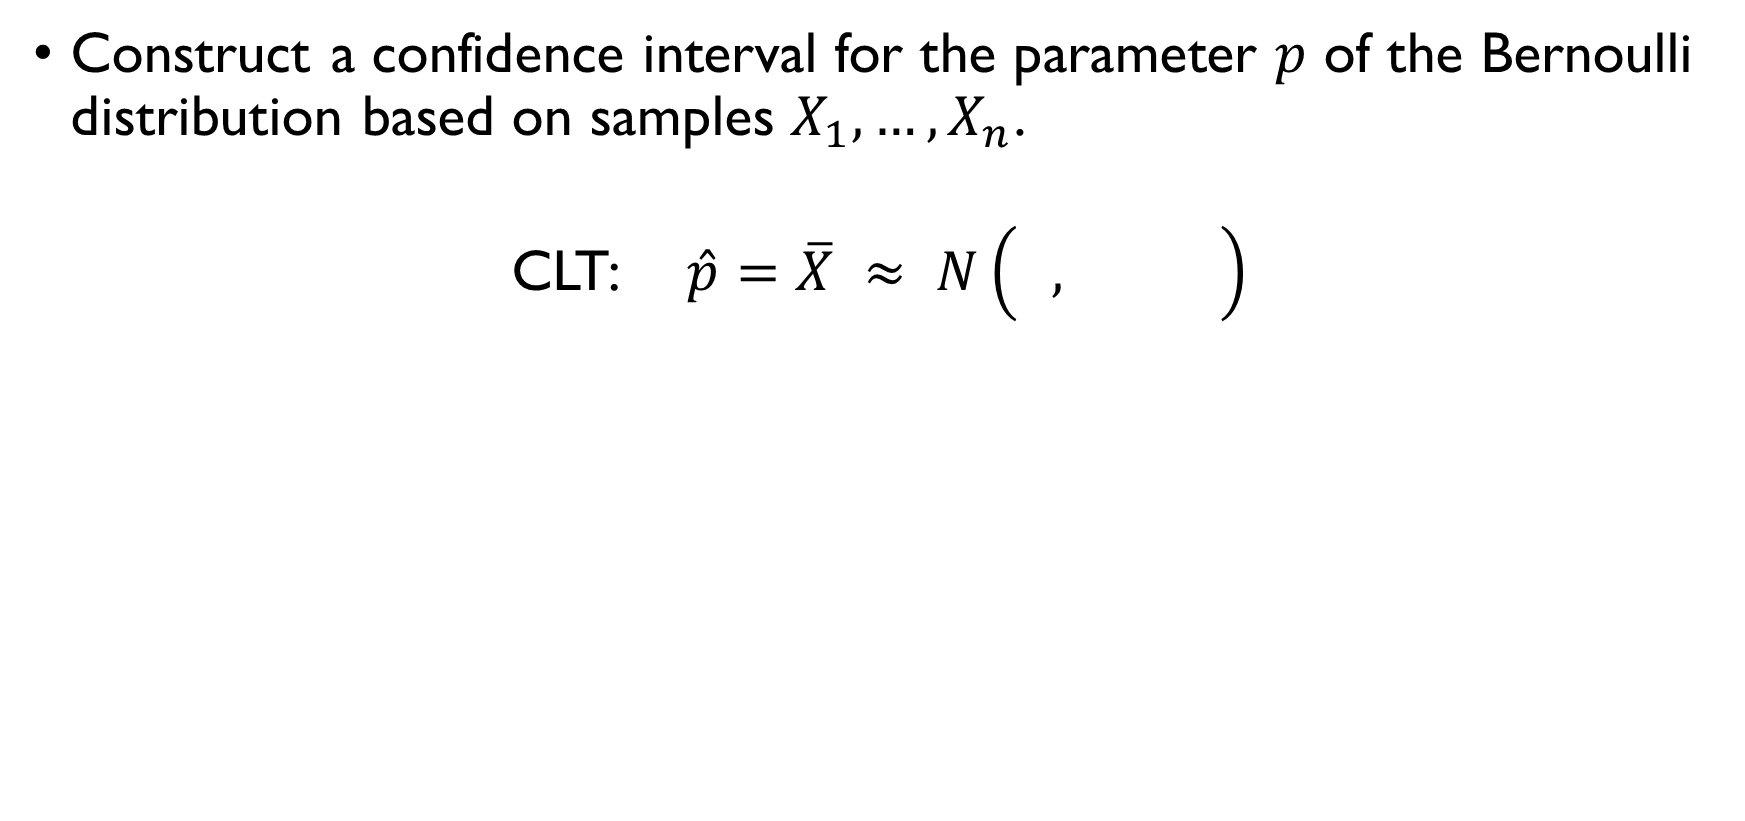 • Construct a confidence interval for the parameter p of the Bernoulli
distribution based on samples X₁, … , Xₙ.
CLT: p̂ = X̄ ≈ N ( , )